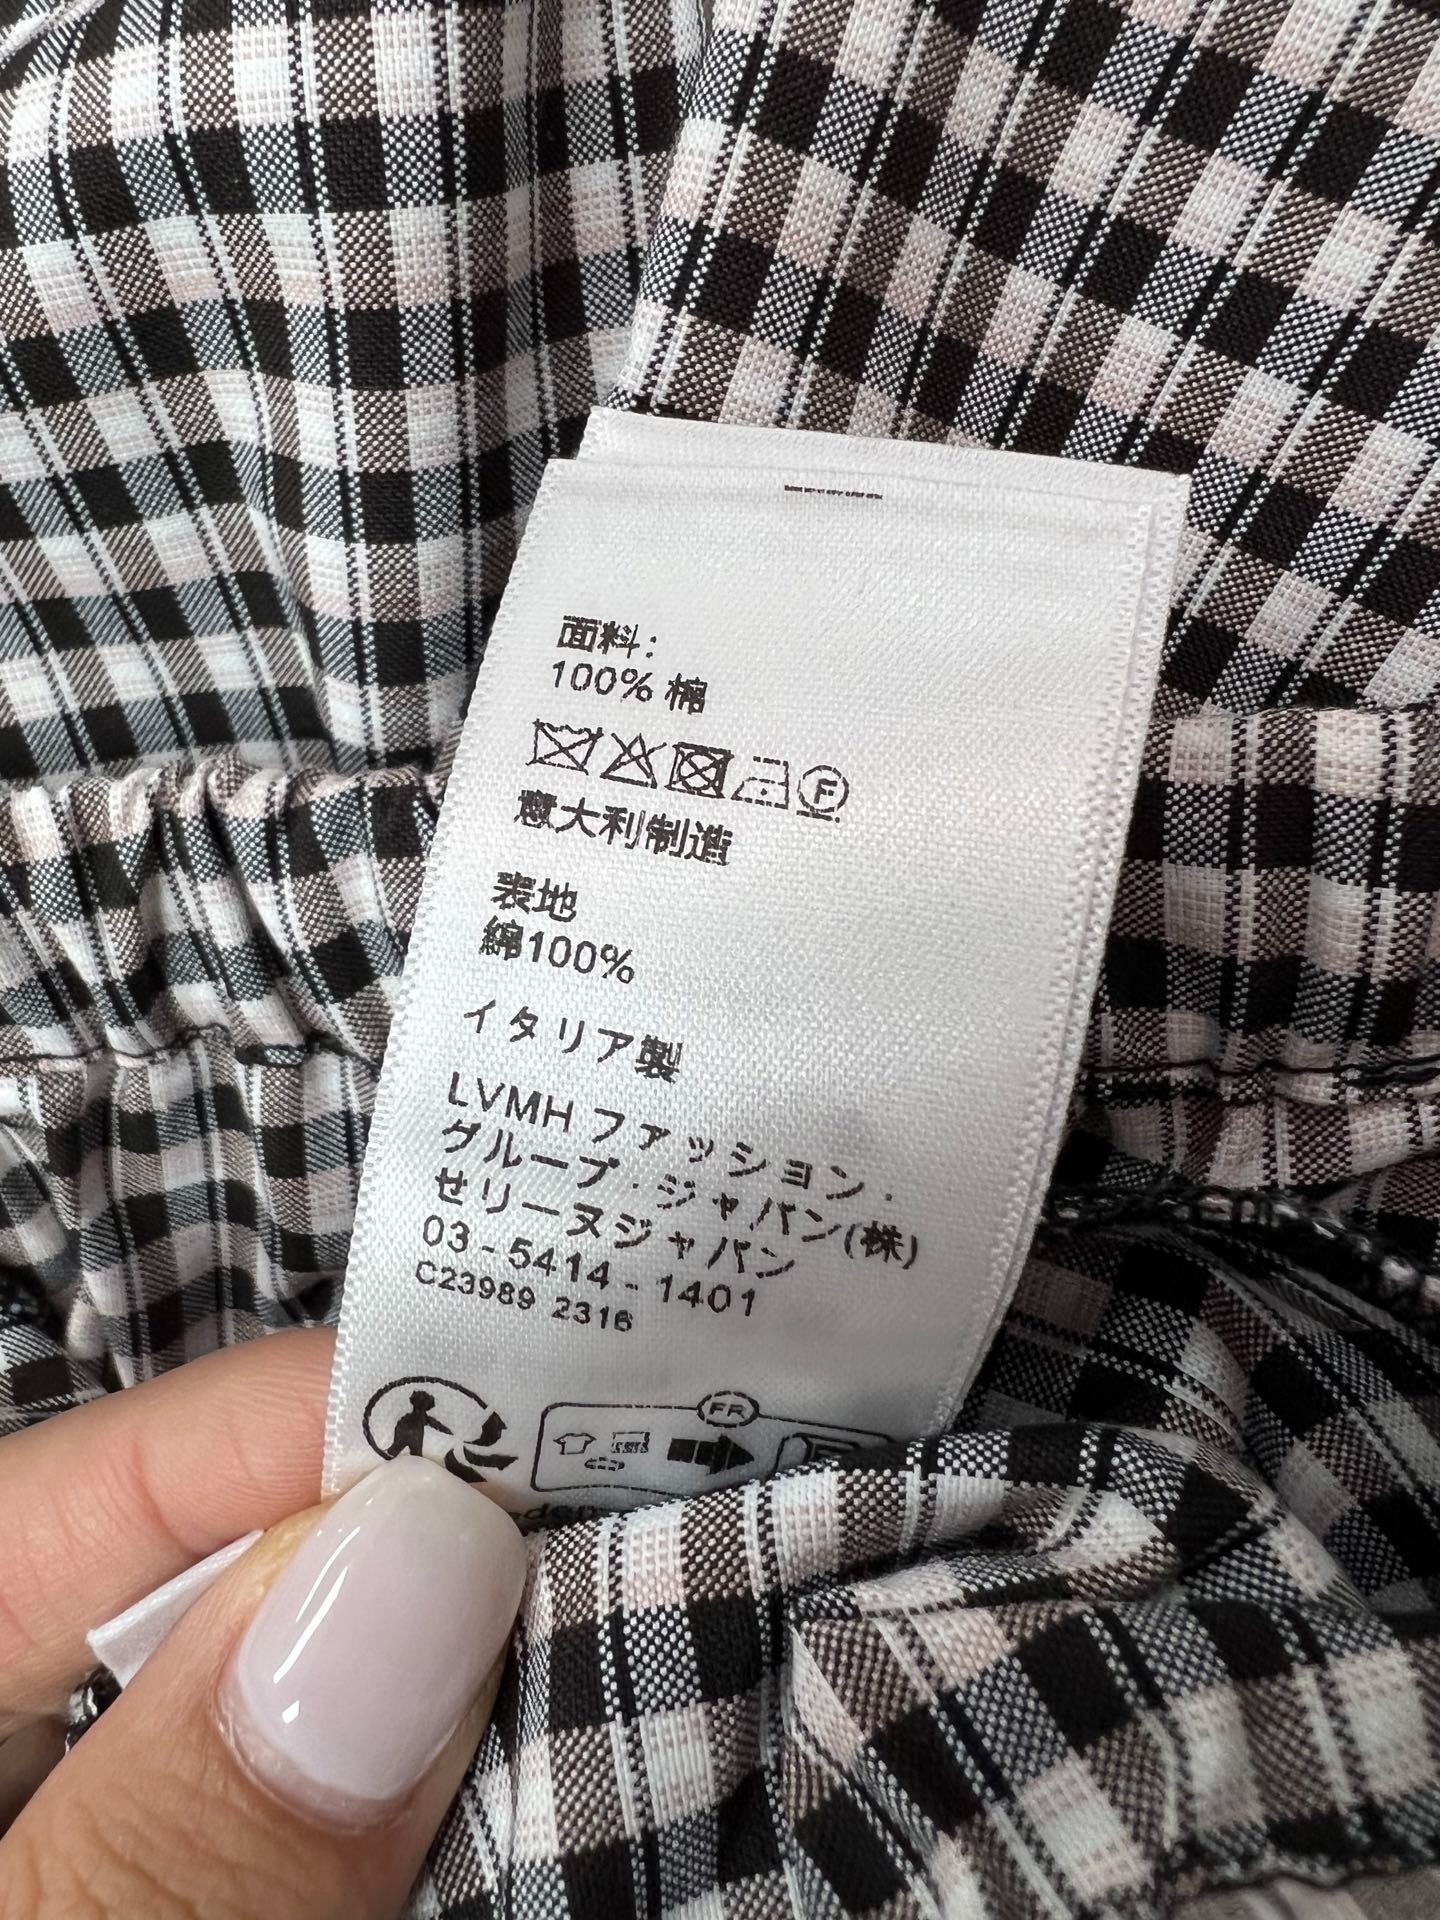 面料:
100% 棉
F
意大利制造
表地
綿100%
イタリア製
LVMH ファッション・
グループ・ジャパン(株)
セリーヌジャパン
03-5414-1401
C23989 2316
FR